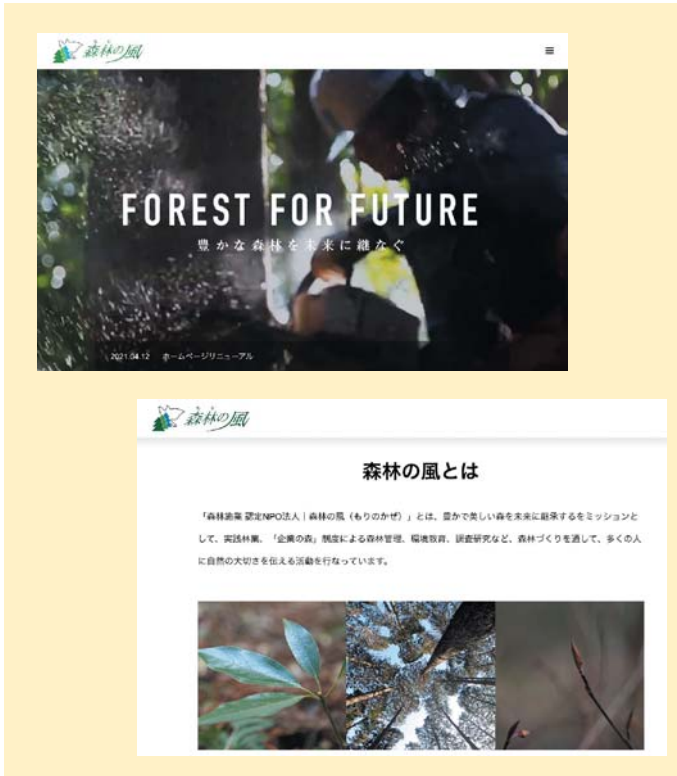 森林の風
FOREST FOR FUTURE
豊かな森林を未来に継なぐ
2021.04.12 ホームページリニューアル
森林の風
森林の風とは
「森林施業 認定NPO法人｜森林の風（もりのかぜ）」とは、豊かで美しい森を未来に継承するをミッションと
して、実践林業、「企業の森」制度による森林管理、環境教育、調査研究など、森林づくりを通して、多くの人
に自然の大切さを伝える活動を行なっています。